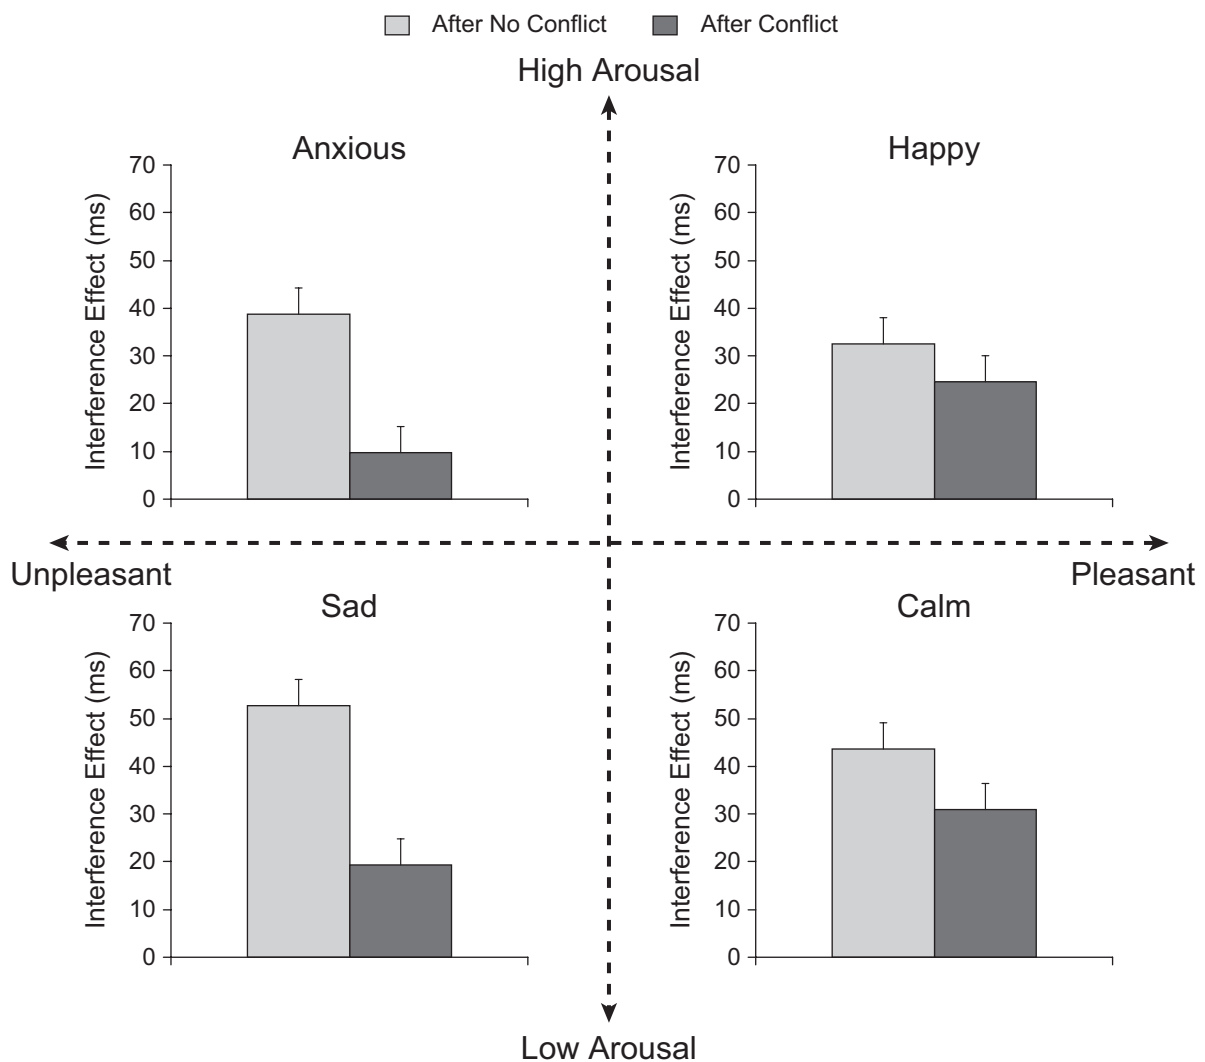 After No Conflict After Conflict
High Arousal
Anxious
Interference Effect (ms)
70
60
50
40
30
20
10
0
Happy
Interference Effect (ms)
70
60
50
40
30
20
10
0
Unpleasant
Pleasant
Sad
Interference Effect (ms)
70
60
50
40
30
20
10
0
Calm
Interference Effect (ms)
70
60
50
40
30
20
10
0
Low Arousal